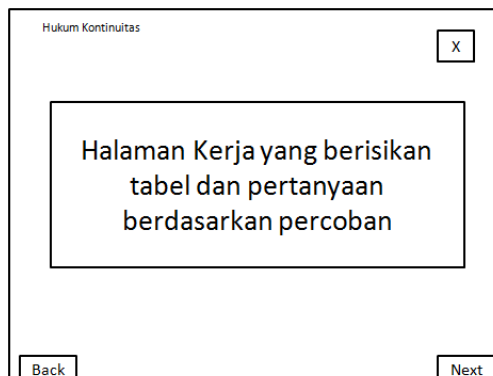 Hukum Kontinuitas
X
Halaman Kerja yang berisikan
tabel dan pertanyaan
berdasarkan percoban
Back
Next